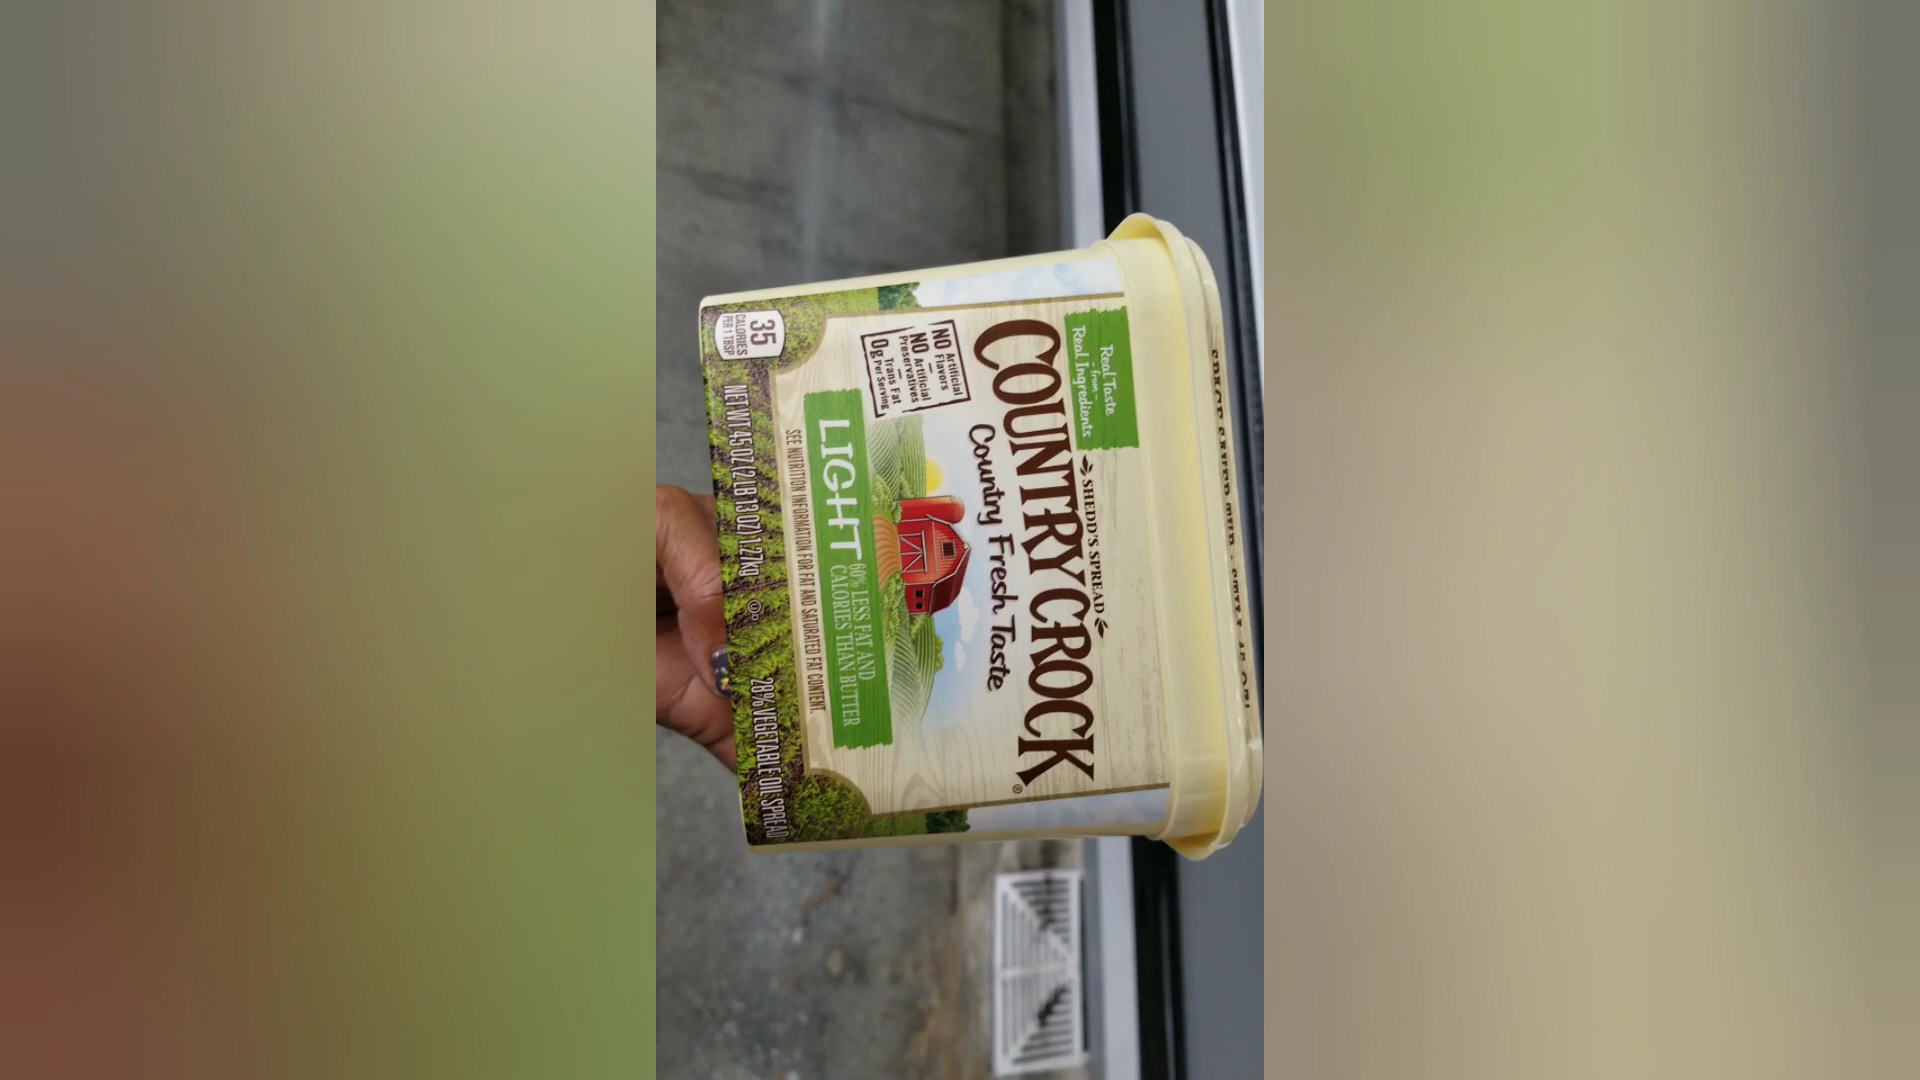 Real Taste
from
Real Ingredients
SHEDD'S SPREAD
COUNTRY CROCK®
Country Fresh Taste
NO Artificial Flavors
NO Artificial Preservatives
0g Trans Fat Per Serving
LIGHT
60% LESS FAT AND
CALORIES THAN BUTTER
SEE NUTRITION INFORMATION FOR FAT AND SATURATED FAT CONTENT.
35
CALORIES
PER 1 TBSP
NET WT 45 OZ (2 LB 13 OZ) 1.27kg
28% VEGETABLE OIL SPREAD